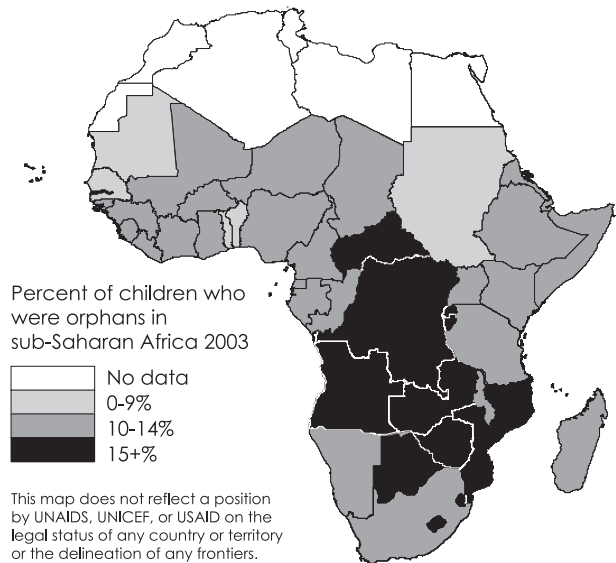 Percent of children who
were orphans in
sub-Saharan Africa 2003
No data
0-9%
10-14%
15+%
This map does not reflect a position
by UNAIDS, UNICEF, or USAID on the
legal status of any country or territory
or the delineation of any frontiers.